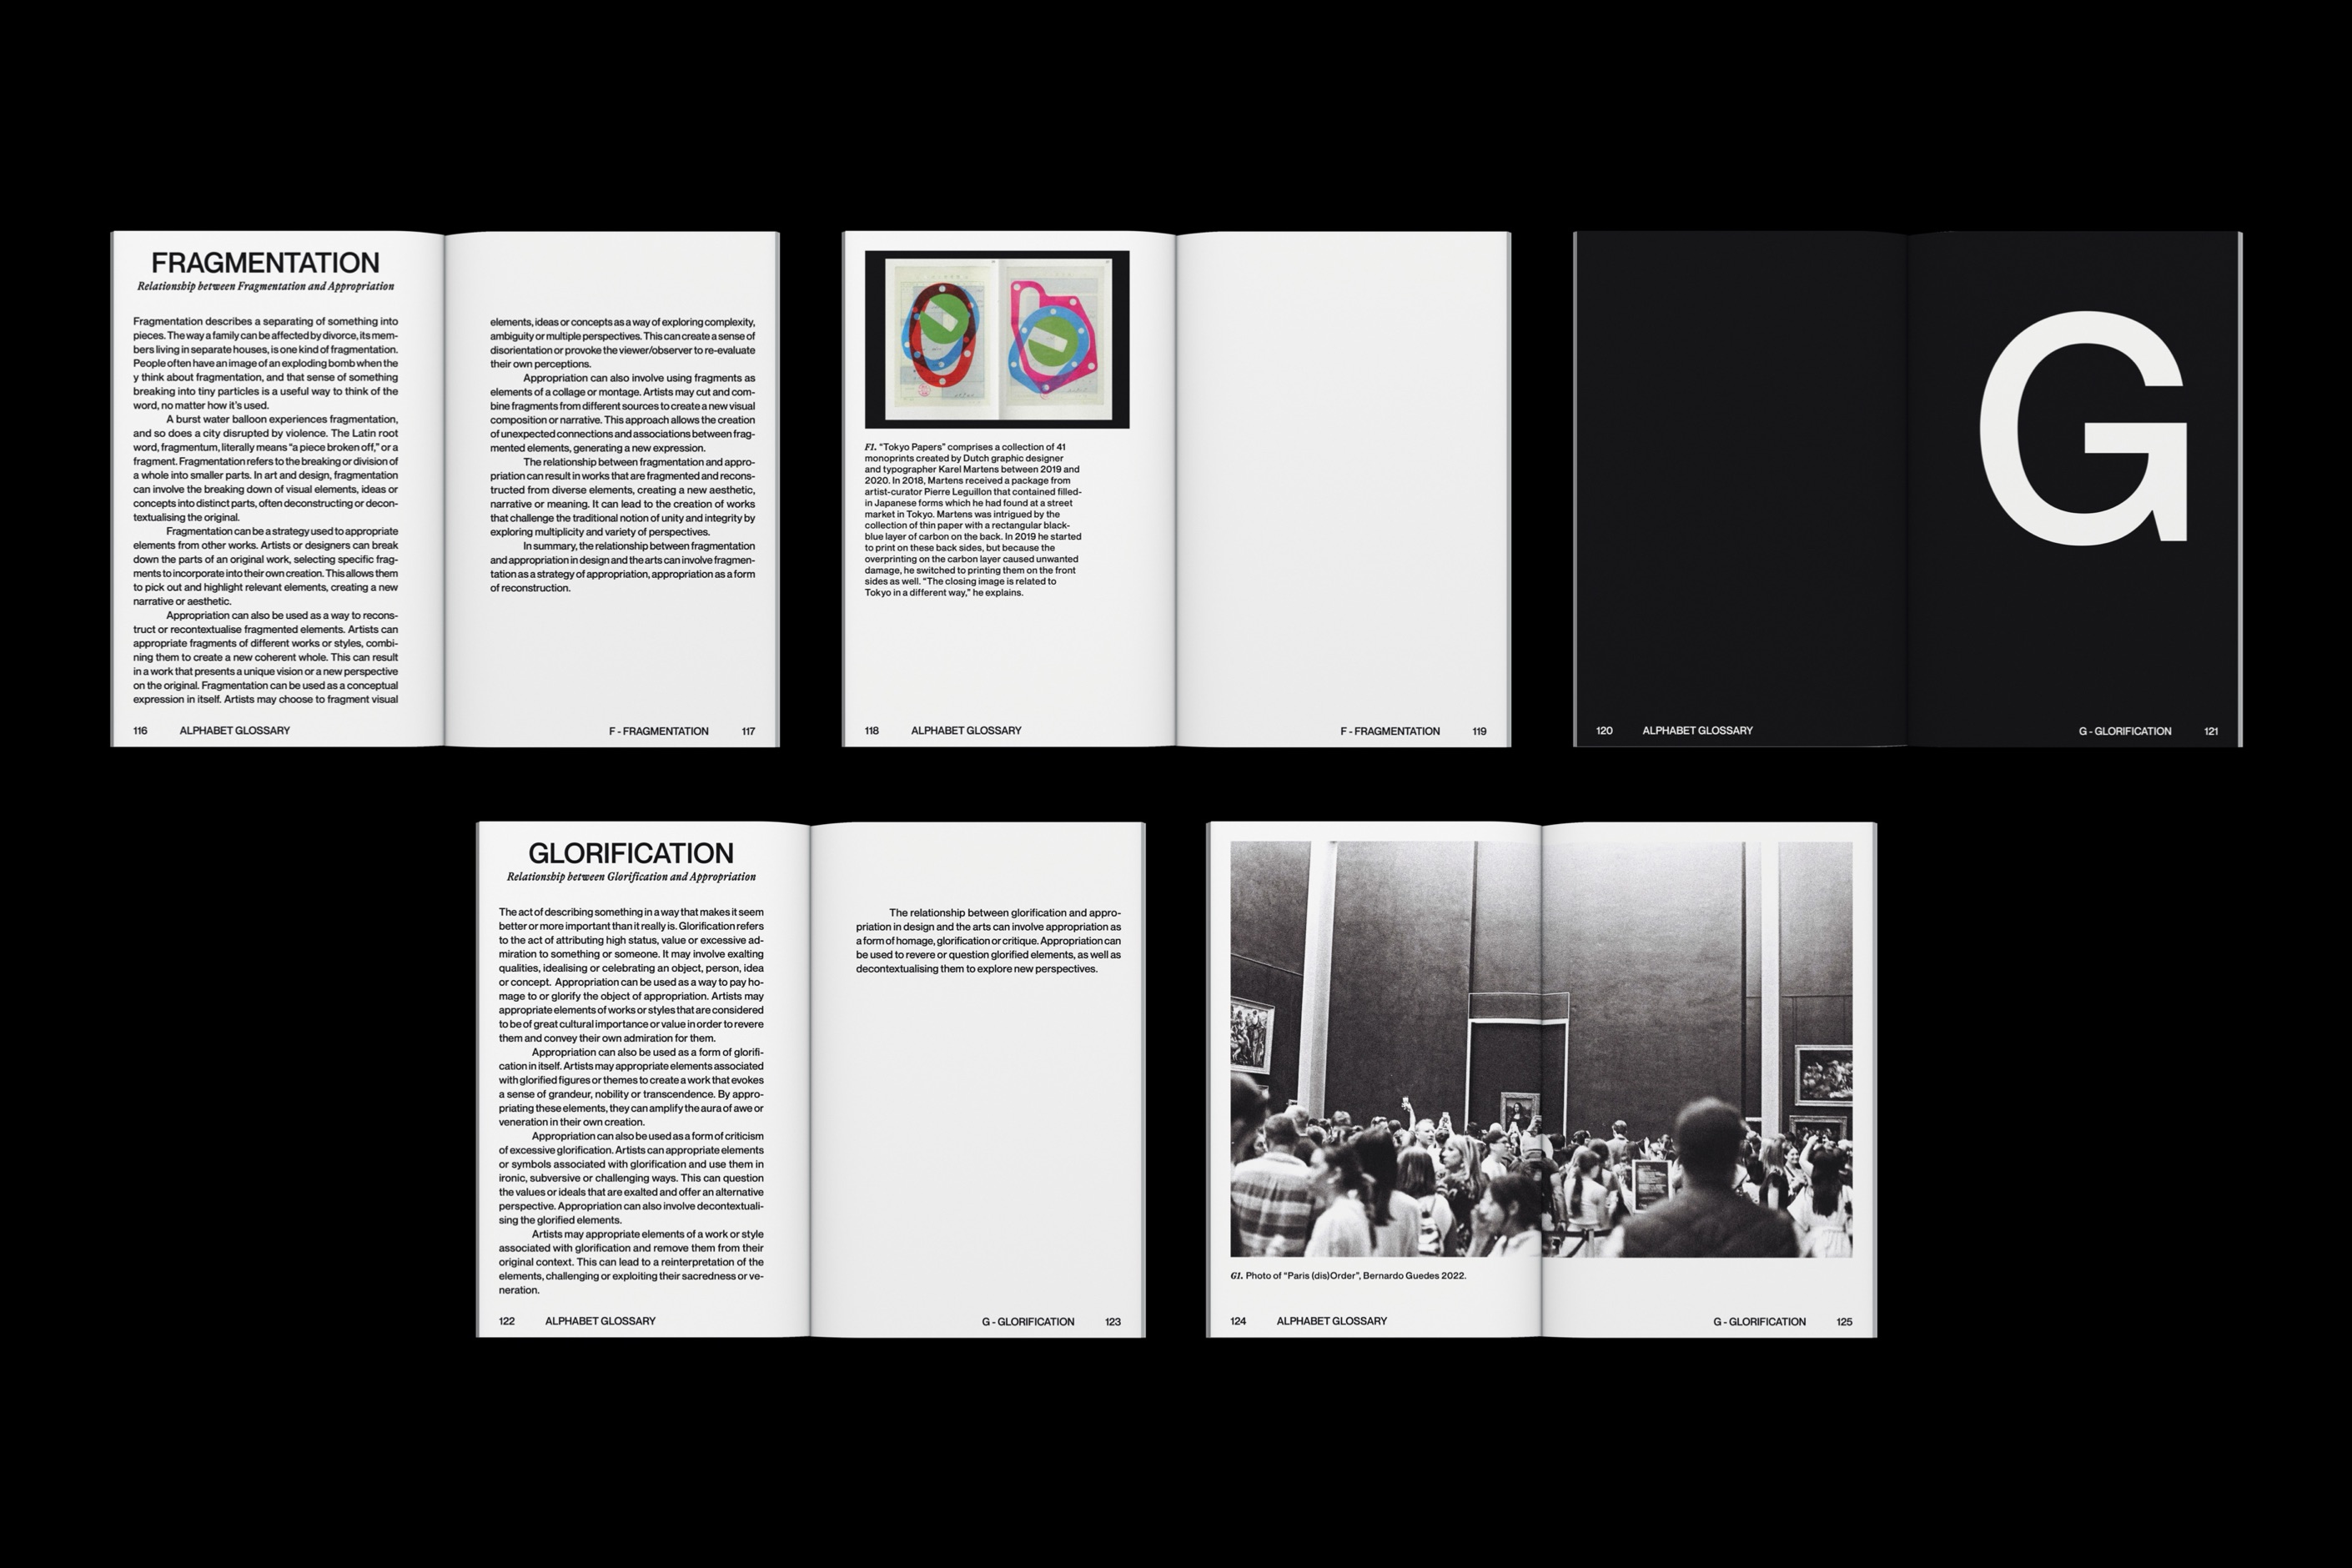 FRAGMENTATION
Relationship between Fragmentation and Appropriation
Fragmentation describes a separating of something into
pieces. The way a family can be affected by divorce, its mem-
bers living in separate houses, is one kind of fragmentation.
People often have an image of an exploding bomb when the
y think about fragmentation, and that sense of something
breaking into tiny particles is a useful way to think of the
word, no matter how it's used.
A burst water balloon experiences fragmentation,
and so does a city disrupted by violence. The Latin root
word, fragmentum, literally means “a piece broken off,” or a
fragment. Fragmentation refers to the breaking or division of
a whole into smaller parts. In art and design, fragmentation
can involve the breaking down of visual elements, ideas or
concepts into distinct parts, often deconstructing or decon-
textualising the original.
Fragmentation can be a strategy used to appropriate
elements from other works. Artists or designers can break
down the parts of an original work, selecting specific frag-
ments to incorporate into their own creation. This allows them
to pick out and highlight relevant elements, creating a new
narrative or aesthetic.
Appropriation can also be used as a way to recons-
truct or recontextualise fragmented elements. Artists can
appropriate fragments of different works or styles, combi-
ning them to create a new coherent whole. This can result
in a work that presents a unique vision or a new perspective
on the original. Fragmentation can be used as a conceptual
expression in itself. Artists may choose to fragment visual
116 ALPHABET GLOSSARY
elements, ideas or concepts as a way of exploring complexity,
ambiguity or multiple perspectives. This can create a sense of
disorientation or provoke the viewer/observer to re-evaluate
their own perceptions.
Appropriation can also involve using fragments as
elements of a collage or montage. Artists may cut and com-
bine fragments from different sources to create a new visual
composition or narrative. This approach allows the creation
of unexpected connections and associations between frag-
mented elements, generating a new expression.
The relationship between fragmentation and appro-
priation can result in works that are fragmented and recons-
tructed from diverse elements, creating a new aesthetic,
narrative or meaning. It can lead to the creation of works
that challenge the traditional notion of unity and integrity by
exploring multiplicity and variety of perspectives.
In summary, the relationship between fragmentation
and appropriation in design and the arts can involve fragmen-
tation as a strategy of appropriation, appropriation as a form
of reconstruction.
F - FRAGMENTATION 117
F1. “Tokyo Papers” comprises a collection of 41
monoprints created by Dutch graphic designer
and typographer Karel Martens between 2019 and
2020. In 2018, Martens received a package from
artist-curator Pierre Leguillon that contained filled-
in Japanese forms which he had found at a street
market in Tokyo. Martens was intrigued by the
collection of thin paper with a rectangular black-
blue layer of carbon on the back. In 2019 he started
to print on these back sides, but because the
overprinting on the carbon layer caused unwanted
damage, he switched to printing them on the front
sides as well. “The closing image is related to
Tokyo in a different way,” he explains.
118 ALPHABET GLOSSARY
F - FRAGMENTATION 119
G
120 ALPHABET GLOSSARY
G - GLORIFICATION 121
GLORIFICATION
Relationship between Glorification and Appropriation
The act of describing something in a way that makes it seem
better or more important than it really is. Glorification refers
to the act of attributing high status, value or excessive ad-
miration to something or someone. It may involve exalting
qualities, idealising or celebrating an object, person, idea
or concept. Appropriation can be used as a way to pay ho-
mage to or glorify the object of appropriation. Artists may
appropriate elements of works or styles that are considered
to be of great cultural importance or value in order to revere
them and convey their own admiration for them.
Appropriation can also be used as a form of glorifi-
cation in itself. Artists may appropriate elements associated
with glorified figures or themes to create a work that evokes
a sense of grandeur, nobility or transcendence. By appro-
priating these elements, they can amplify the aura of awe or
veneration in their own creation.
Appropriation can also be used as a form of criticism
of excessive glorification. Artists can appropriate elements
or symbols associated with glorification and use them in
ironic, subversive or challenging ways. This can question
the values or ideals that are exalted and offer an alternative
perspective. Appropriation can also involve decontextuali-
sing the glorified elements.
Artists may appropriate elements of a work or style
associated with glorification and remove them from their
original context. This can lead to a reinterpretation of the
elements, challenging or exploiting their sacredness or ve-
neration.
122 ALPHABET GLOSSARY
The relationship between glorification and appro-
priation in design and the arts can involve appropriation as
a form of homage, glorification or critique. Appropriation can
be used to revere or question glorified elements, as well as
decontextualising them to explore new perspectives.
G - GLORIFICATION 123
G1. Photo of “Paris (dis)Order”, Bernardo Guedes 2022.
124 ALPHABET GLOSSARY
G - GLORIFICATION 125